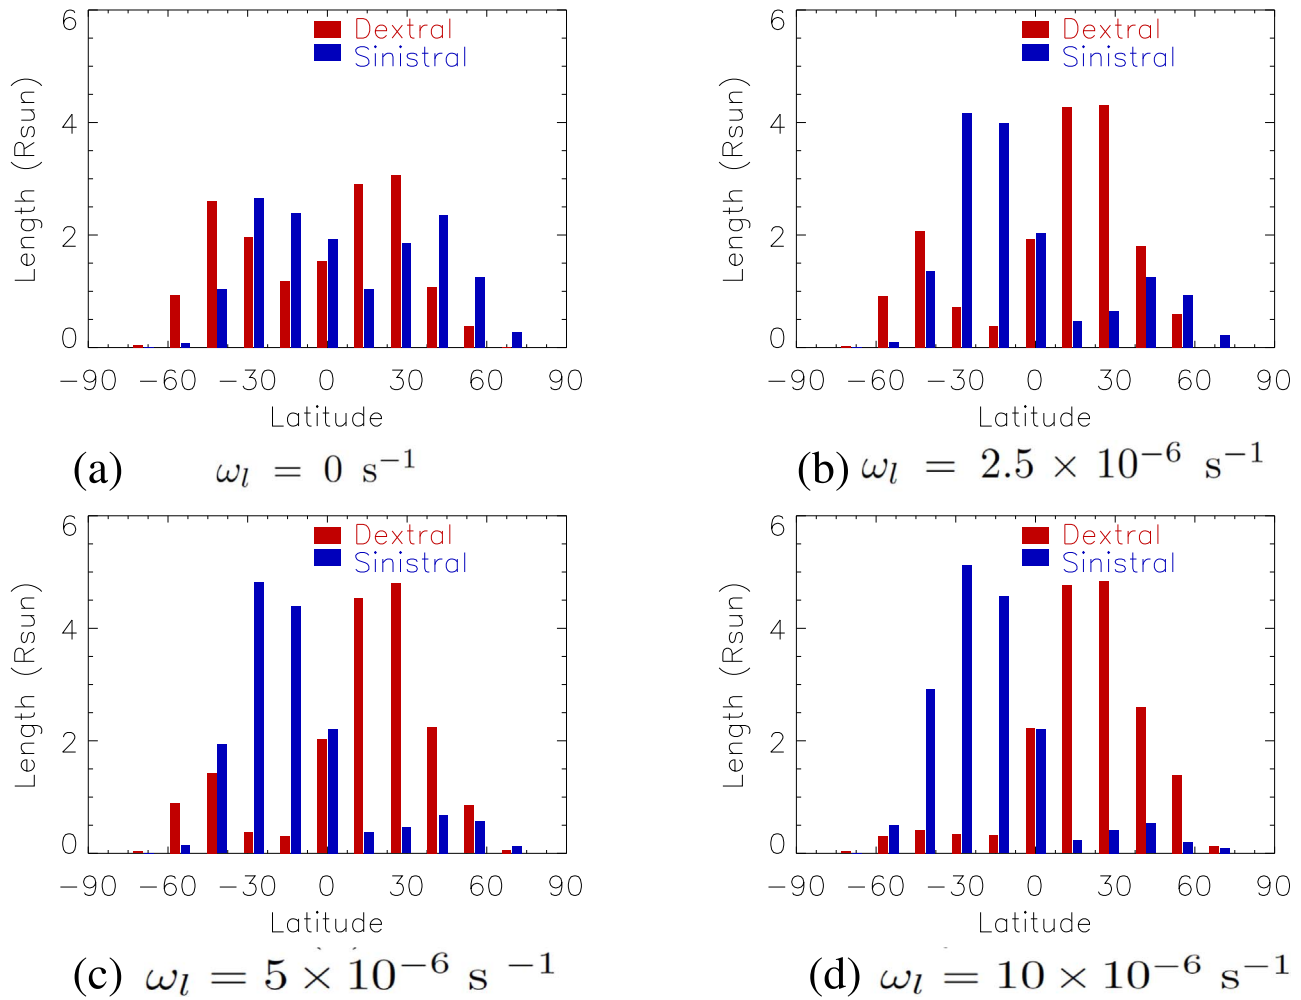 6
Dextral
Sinistral
4
2
0
Length (Rsun)
−90 −60 −30 0 30 60 90
Latitude
(a) ωl = 0 s−1
6
Dextral
Sinistral
4
2
0
Length (Rsun)
−90 −60 −30 0 30 60 90
Latitude
(b) ωl = 2.5 × 10−6 s−1
6
Dextral
Sinistral
4
2
0
Length (Rsun)
−90 −60 −30 0 30 60 90
Latitude
(c) ωl = 5 × 10−6 s −1
6
Dextral
Sinistral
4
2
0
Length (Rsun)
−90 −60 −30 0 30 60 90
Latitude
(d) ωl = 10 × 10−6 s−1